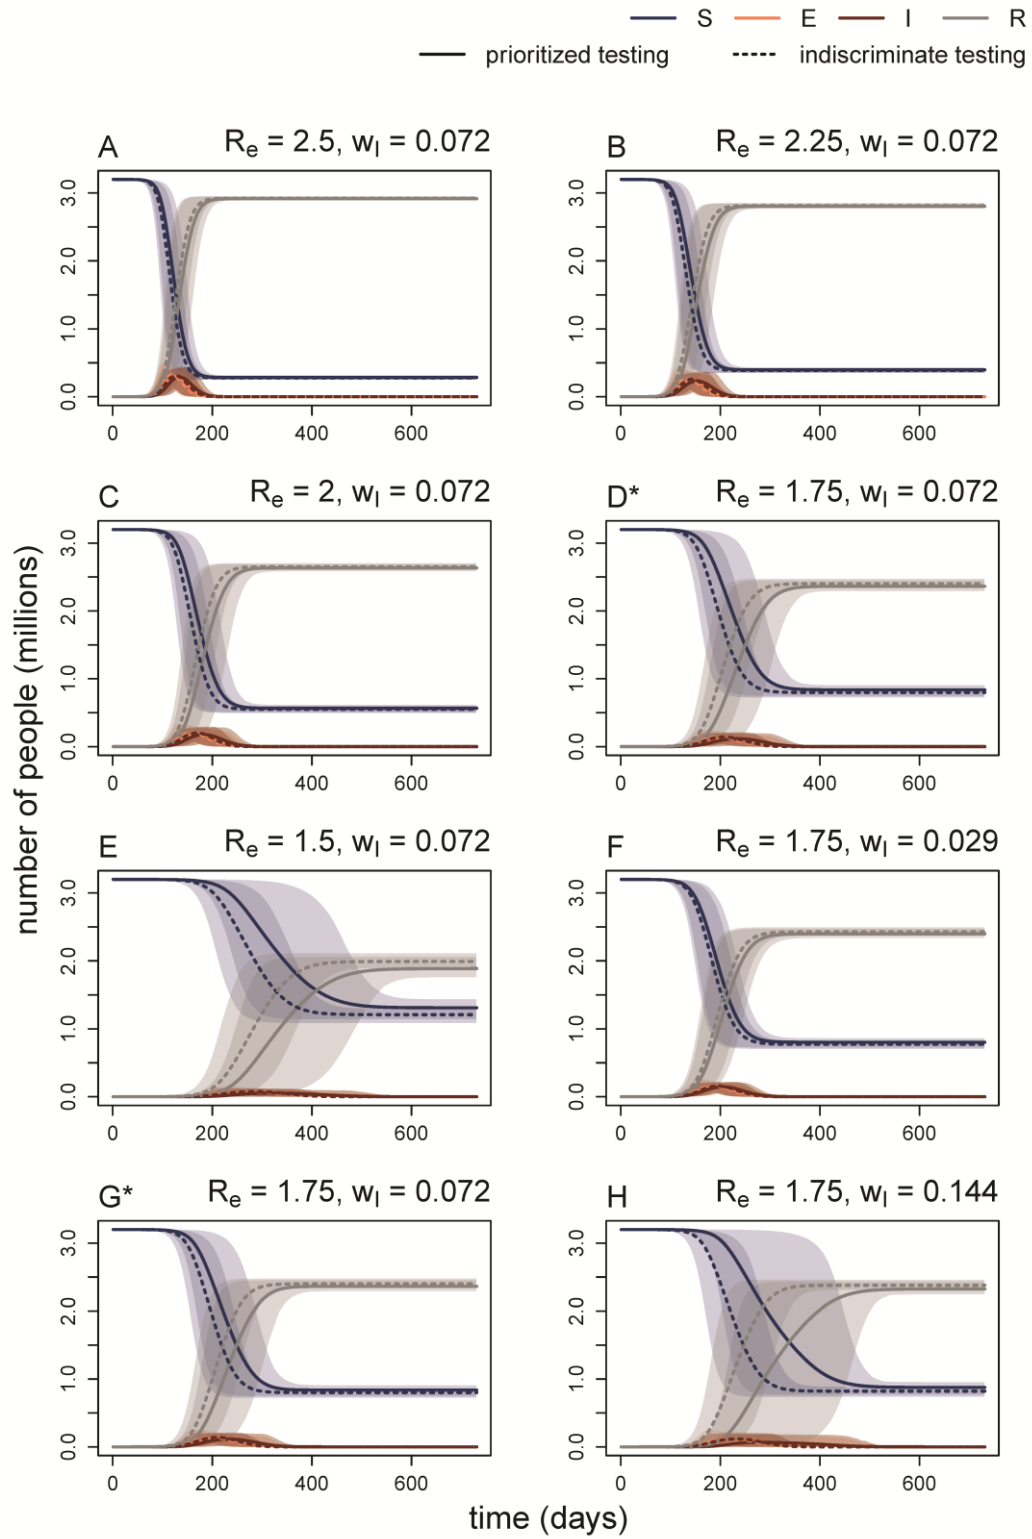 S E I R
prioritized testing indiscriminate testing
A Re = 2.5, wI = 0.072
B Re = 2.25, wI = 0.072
3.0
2.0
1.0
0.0
0 200 400 600
3.0
2.0
1.0
0.0
0 200 400 600
C Re = 2, wI = 0.072
D* Re = 1.75, wI = 0.072
3.0
2.0
1.0
0.0
0 200 400 600
3.0
2.0
1.0
0.0
0 200 400 600
number of people (millions)
E Re = 1.5, wI = 0.072
F Re = 1.75, wI = 0.029
3.0
2.0
1.0
0.0
0 200 400 600
3.0
2.0
1.0
0.0
0 200 400 600
G* Re = 1.75, wI = 0.072
H Re = 1.75, wI = 0.144
3.0
2.0
1.0
0.0
0 200 400 600
3.0
2.0
1.0
0.0
0 200 400 600
time (days)